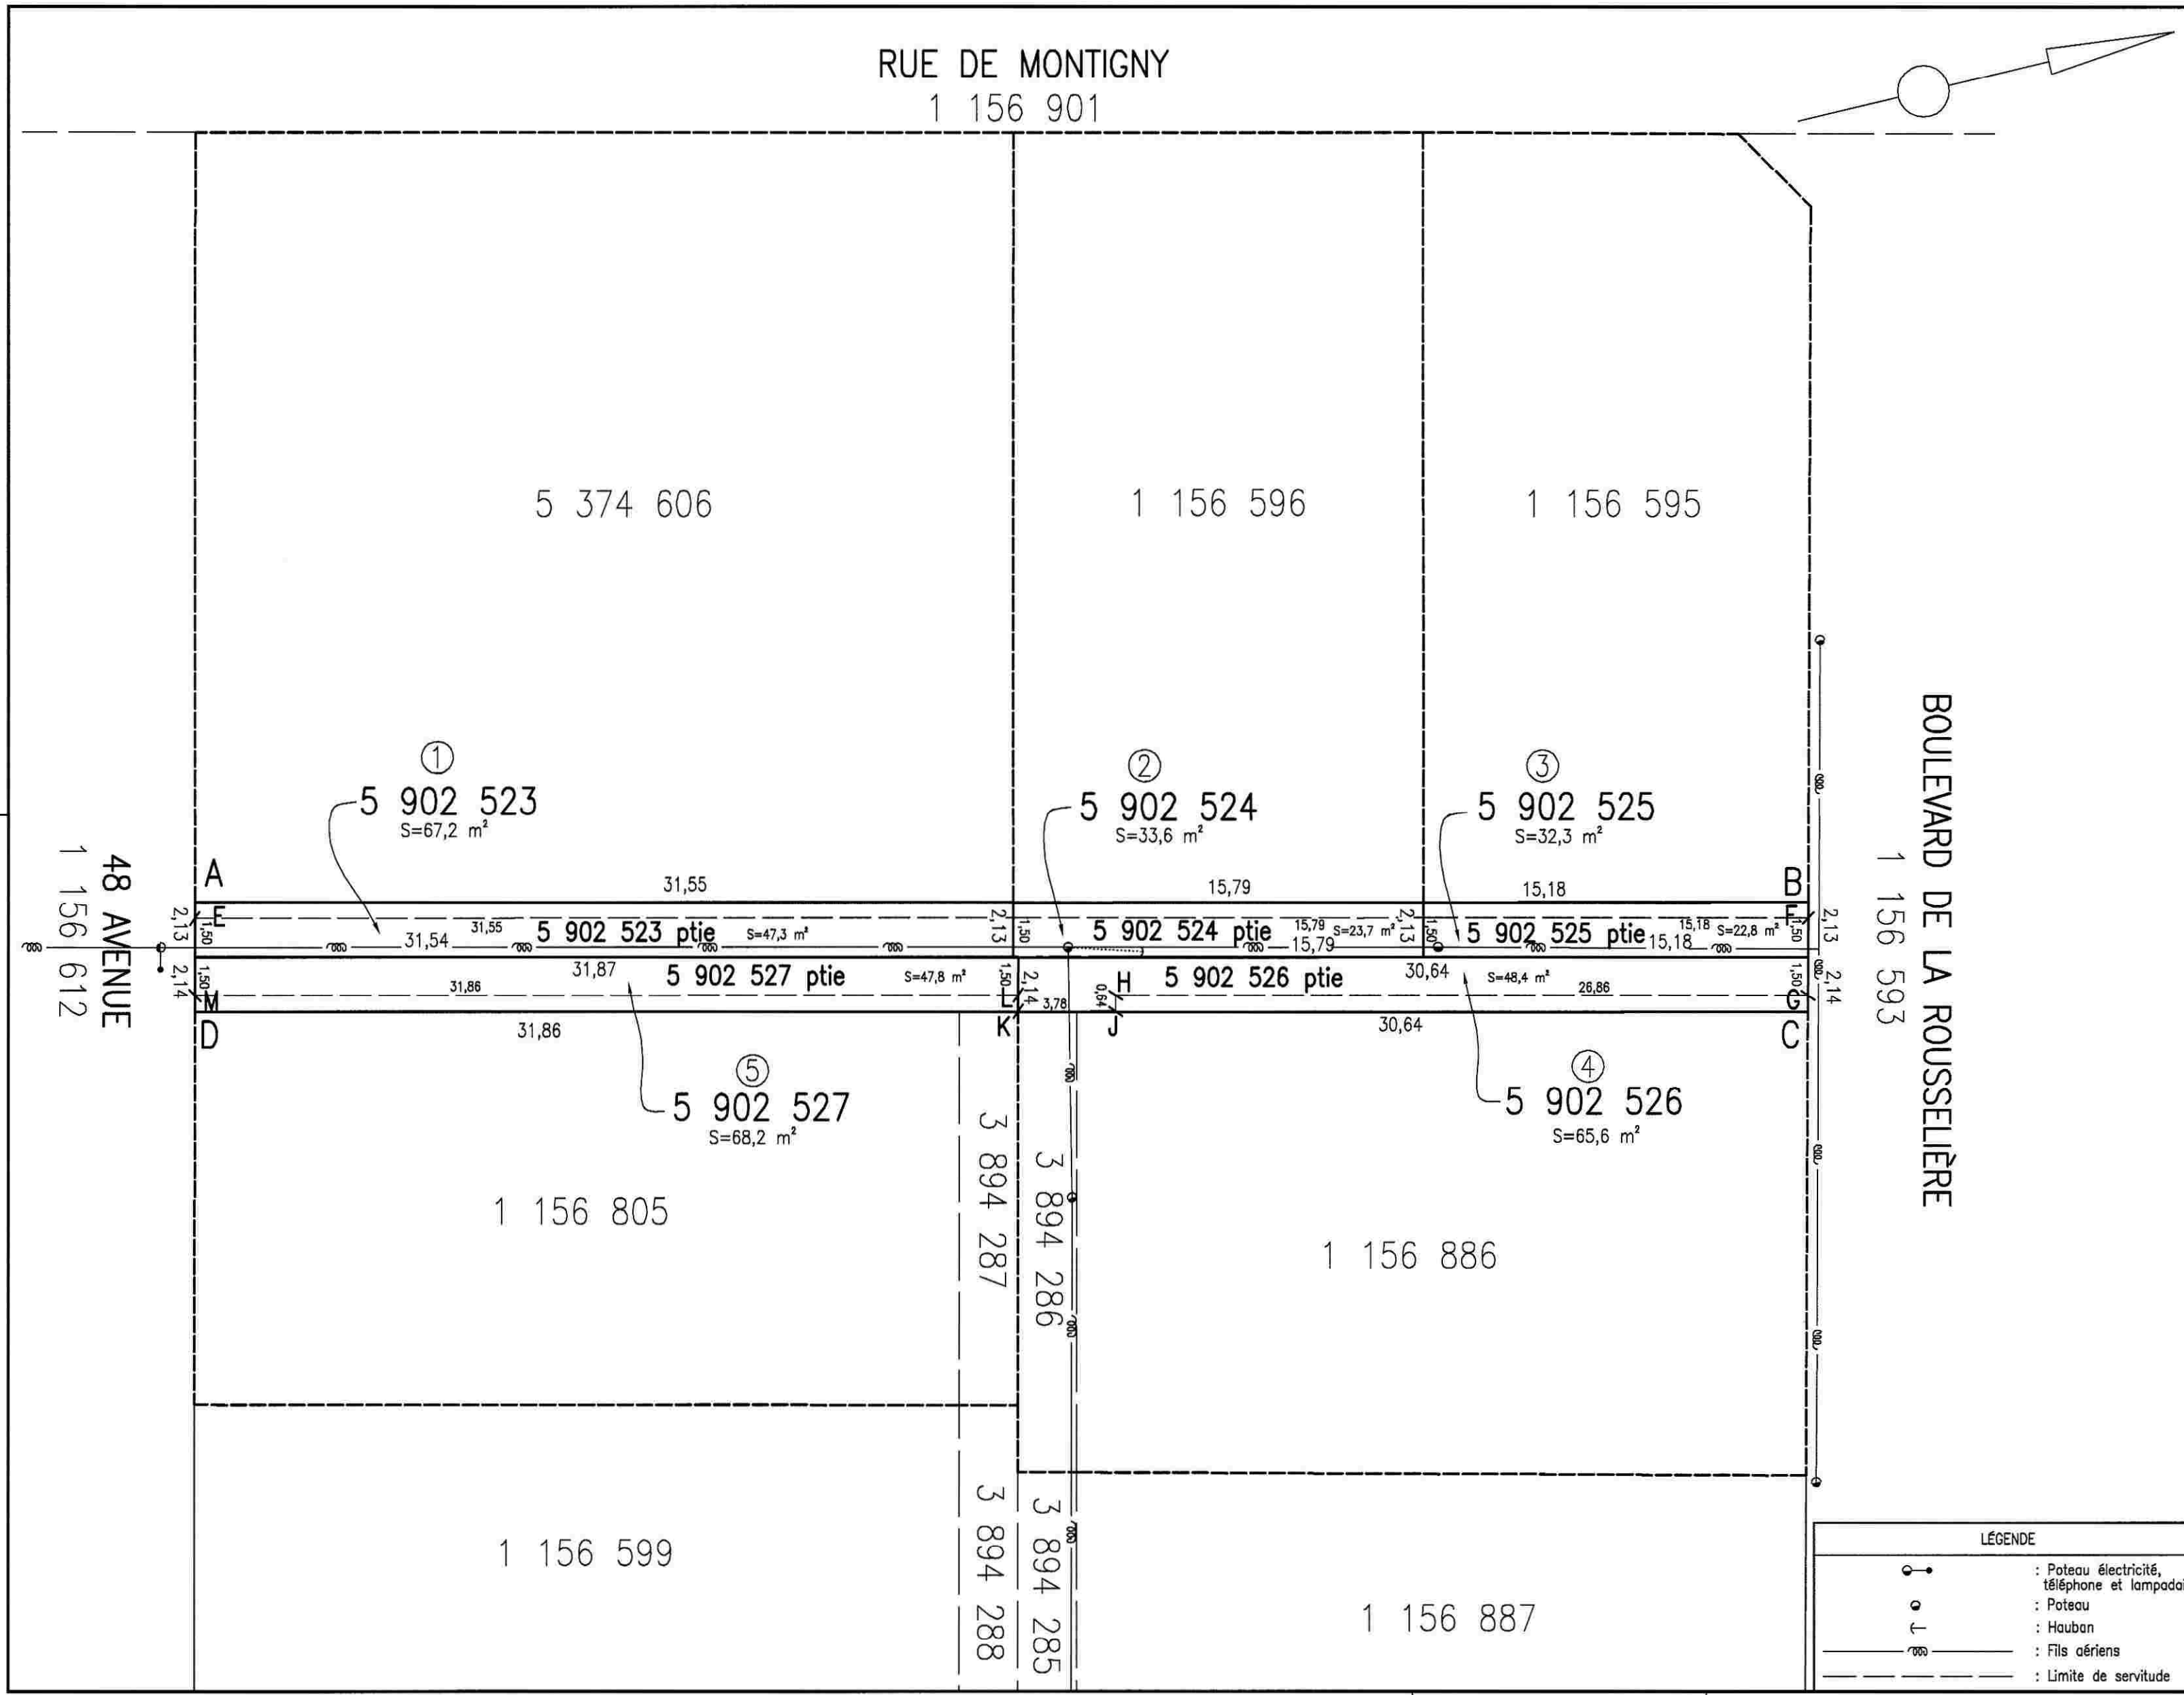 RUE DE MONTIGNY
1 156 901
5 374 606
1 156 596
1 156 595
BOULEVARD DE LA ROUSSELIÈRE
1 156 593
48 AVENUE
1 156 612
1
5 902 523
S=67,2 m²
2
5 902 524
S=33,6 m²
3
5 902 525
S=32,3 m²
A
31,55
15,79
15,18
B
2,13
E
1,50
31,54
31,55
5 902 523 ptie
S=47,3 m²
2,13
1,50
5 902 524 ptie
15,79
S=23,7 m²
15,79
2,13
1,50
5 902 525 ptie
15,18
15,18
S=22,8 m²
F
1,50
2,13
2,14
1,50
M
31,87
31,86
5 902 527 ptie
S=47,8 m²
1,50
L
2,14
3,78
0,64
H
5 902 526 ptie
30,64
S=48,4 m²
26,86
1,50
G
2,14
D
31,86
K
J
30,64
C
5
5 902 527
S=68,2 m²
4
5 902 526
S=65,6 m²
1 156 805
3 894 287
3 894 286
1 156 886
1 156 599
3 894 288
3 894 285
1 156 887
LÉGENDE
: Poteau électricité,
téléphone et lampadai
: Poteau
: Hauban
: Fils aériens
: Limite de servitude